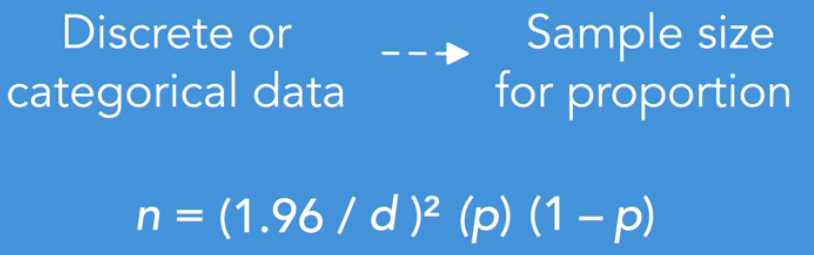 Discrete or
categorical data
Sample size
for proportion
n = (1.96 / d )² (p) (1 – p)